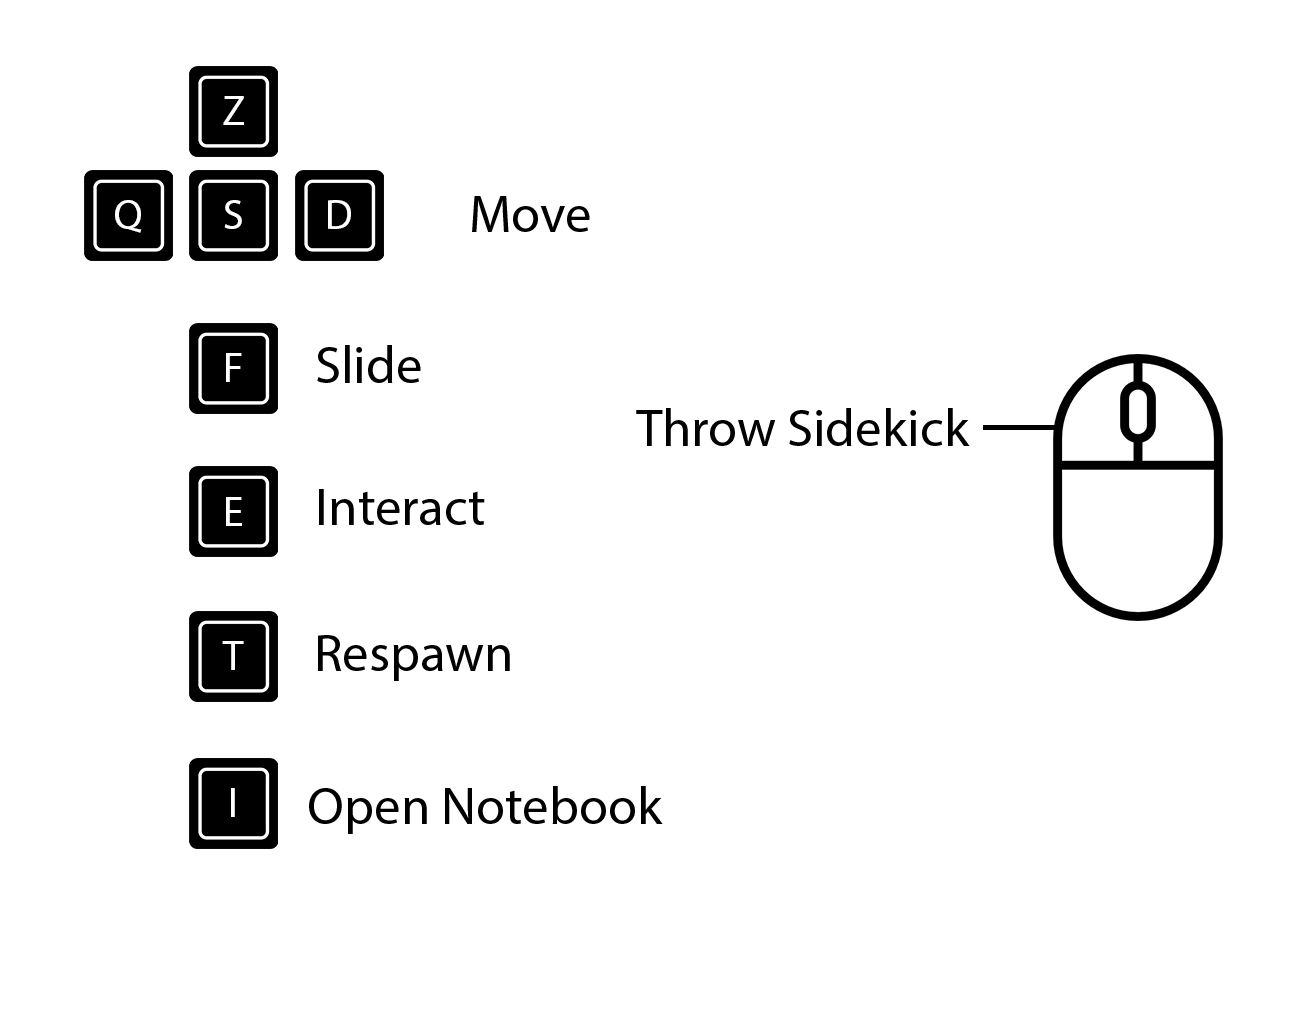 Z
Q S D Move
F Slide
Throw Sidekick
E Interact
T Respawn
I Open Notebook